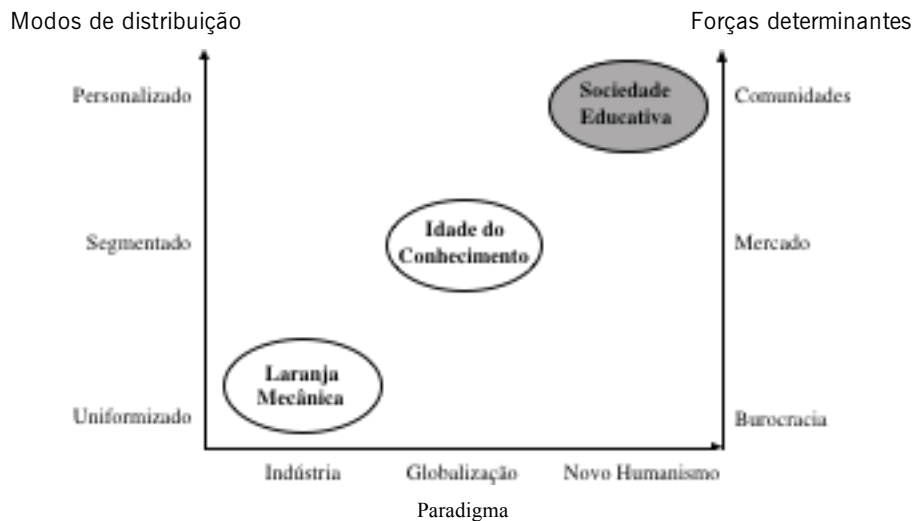 Modos de distribuição
Forças determinantes
Personalizado
Sociedade
Educativa
Comunidades
Segmentado
Idade do
Conhecimento
Mercado
Laranja
Mecânica
Uniformizado
Burocracia
Indústria
Globalização
Novo Humanismo
Paradigma